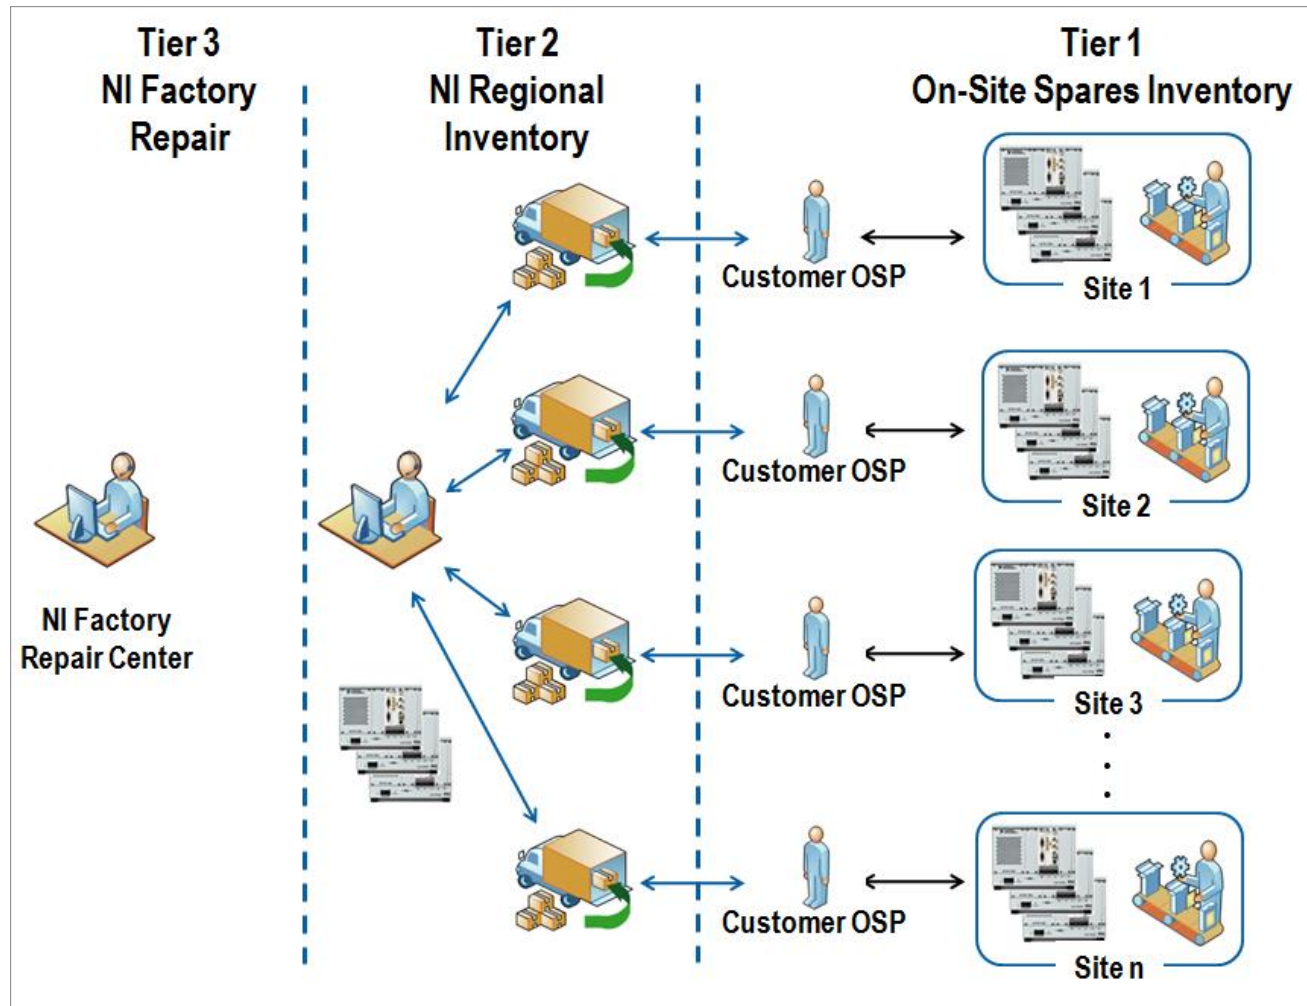 Tier 3
NI Factory
Repair
Tier 2
NI Regional
Inventory
Tier 1
On-Site Spares Inventory
Customer OSP
Site 1
Customer OSP
Site 2
NI Factory
Repair Center
Customer OSP
Site 3
Customer OSP
Site n